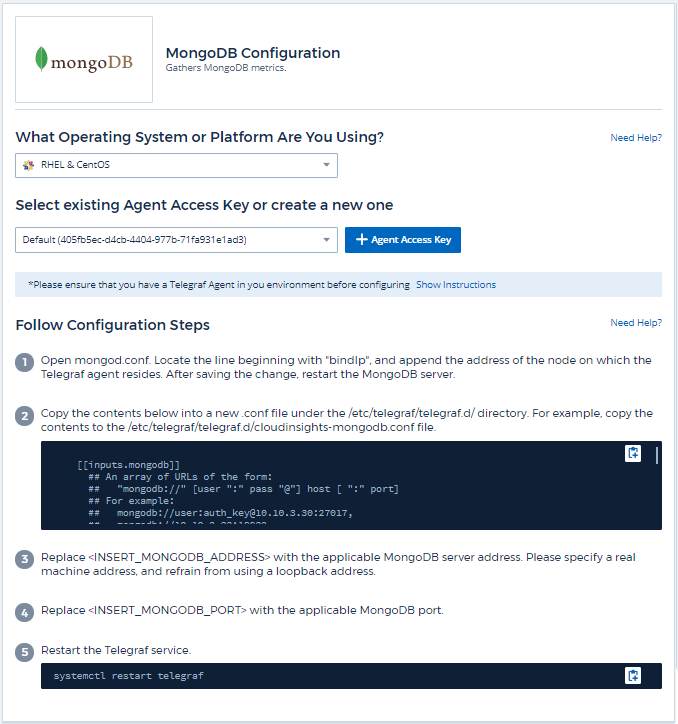 mongoDB
MongoDB Configuration
Gathers MongoDB metrics.
What Operating System or Platform Are You Using?
Need Help?
RHEL & CentOS
Select existing Agent Access Key or create a new one
Default (405fb5ec-d4cb-4404-977b-71fa931e1ad3)
+ Agent Access Key
*Please ensure that you have a Telegraf Agent in you environment before configuring Show Instructions
Follow Configuration Steps
Need Help?
1 Open mongod.conf. Locate the line beginning with "bindIp", and append the address of the node on which the
Telegraf agent resides. After saving the change, restart the MongoDB server.
2 Copy the contents below into a new .conf file under the /etc/telegraf/telegraf.d/ directory. For example, copy the
contents to the /etc/telegraf/telegraf.d/cloudinsights-mongodb.conf file.
[[inputs.mongodb]]
## An array of URLs of the form:
## "mongodb://" [user ":" pass "@"] host [ ":" port]
## For example:
## mongodb://user:auth_key@10.10.3.30:27017,
3 Replace <INSERT_MONGODB_ADDRESS> with the applicable MongoDB server address. Please specify a real
machine address, and refrain from using a loopback address.
4 Replace <INSERT_MONGODB_PORT> with the applicable MongoDB port.
5 Restart the Telegraf service.
systemctl restart telegraf